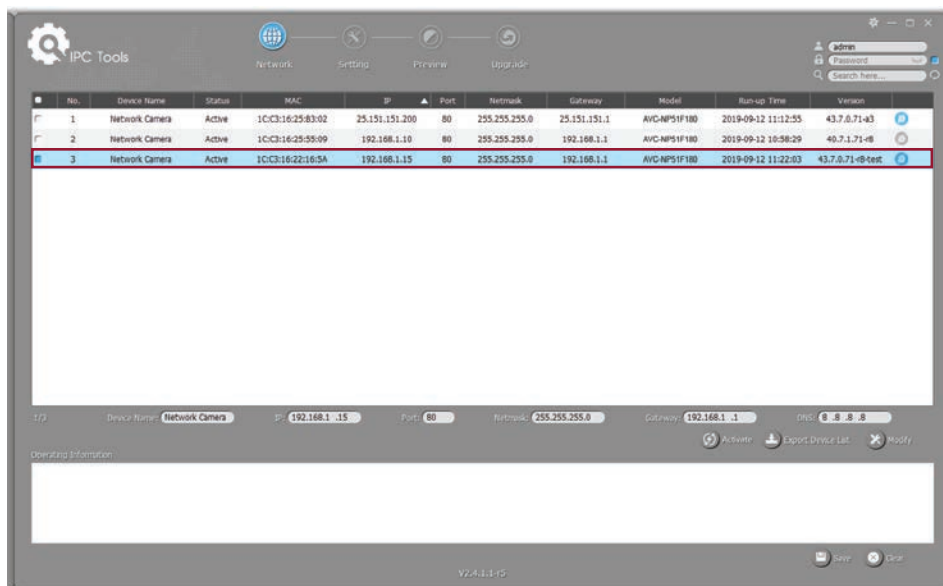 IPC Tools
Network Setting Preview Upgrade
admin
Password
Search here...
No. Device Name Status MAC IP Port Netmask Gateway Model Run-up Time Version
1 Network Camera Active 1C:C3:16:25:83:02 25.151.151.200 80 255.255.255.0 25.151.151.1 AVC-NP51F180 2019-09-12 11:12:55 43.7.0.71-a3
2 Network Camera Active 1C:C3:16:25:55:09 192.168.1.10 80 255.255.255.0 192.168.1.1 AVC-NP51F180 2019-09-12 10:58:29 40.7.1.71-r8
3 Network Camera Active 1C:C3:16:22:16:5A 192.168.1.15 80 255.255.255.0 192.168.1.1 AVC-NP51F180 2019-09-12 11:22:03 43.7.0.71-r8-test
1/3 Device Name: Network Camera IP: 192.168.1 .15 Port: 80 Netmask: 255.255.255.0 Gateway: 192.168.1 .1 DNS: 8 .8 .8 .8
Activate Export Device List Modify
Operating Information
Save Clear
V2.4.1.1-r5